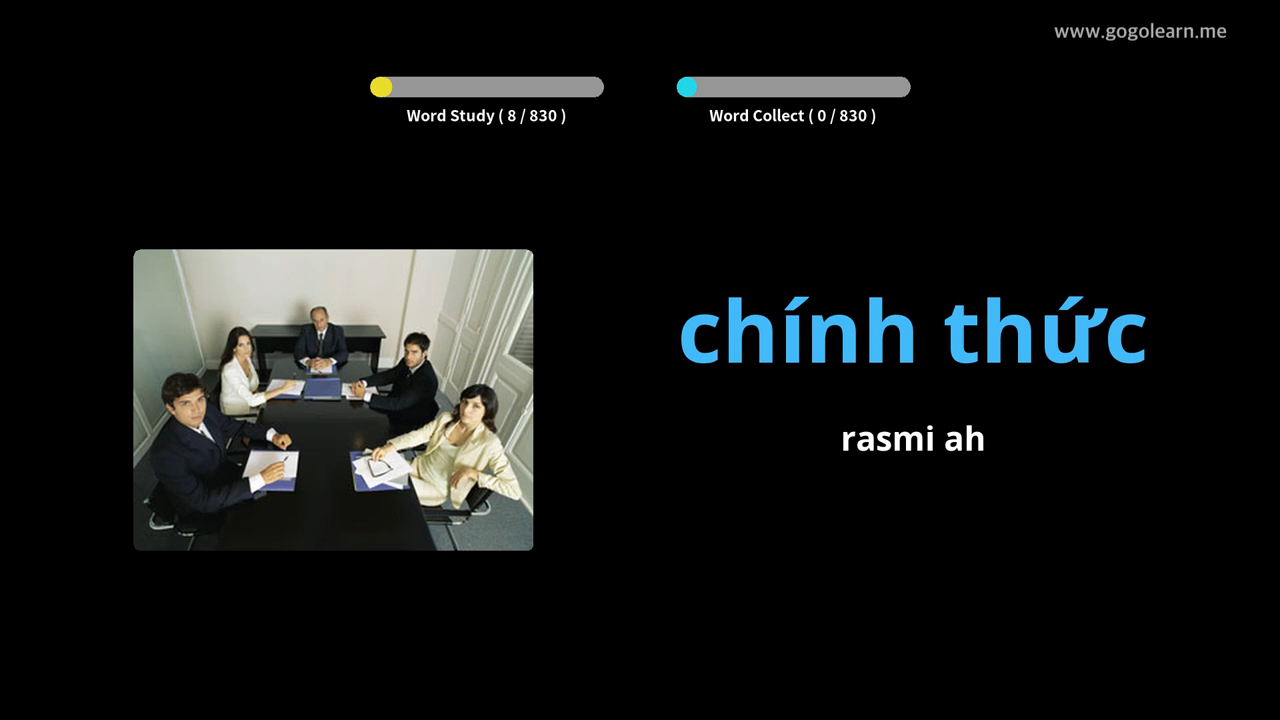 www.gogolearn.me
Word Study ( 8 / 830 )
Word Collect ( 0 / 830 )
chính thức
rasmi ah